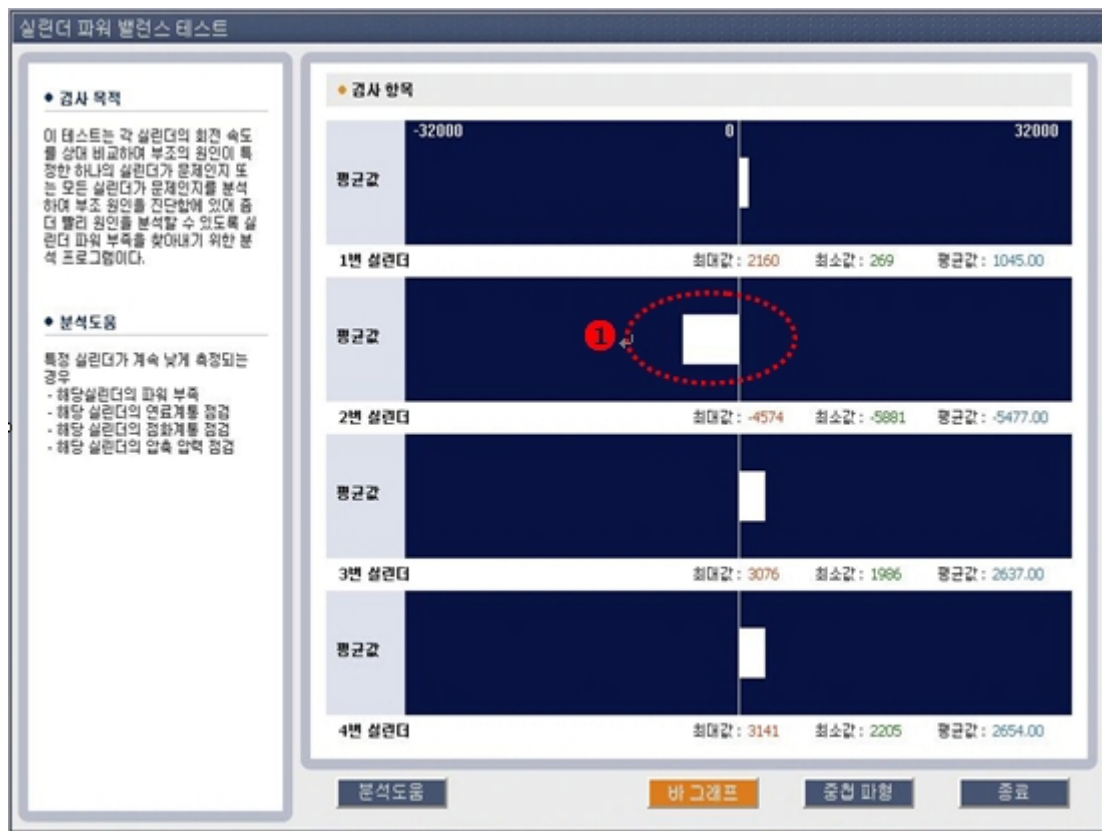 실린더 파워 밸런스 테스트
◆ 검사 목적
이 테스트는 각 실린더의 회전 속도
를 상대 비교하여 부조의 원인이 특
정한 하나의 실린더가 문제인지 또
는 모든 실린더가 문제인지를 분석
하여 부조 원인을 진단함에 있어 좀
더 빨리 원인을 분석할 수 있도록 실
린더 파워 부족을 찾아내기 위한 분
석 프로그램이다.
◆ 분석도움
특정 실린더가 계속 낮게 측정되는
경우
- 해당실린더의 파워 부족
- 해당 실린더의 연료계통 점검
- 해당 실린더의 점화계통 점검
- 해당 실린더의 압축 압력 점검
◆ 검사 항목
-32000 0 32000
평균값
1번 실린더 최대값 : 2160 최소값 : 269 평균값 : 1045.00
평균값
1
2번 실린더 최대값 : -4574 최소값 : -5881 평균값 : -5477.00
평균값
3번 실린더 최대값 : 3076 최소값 : 1986 평균값 : 2637.00
평균값
4번 실린더 최대값 : 3141 최소값 : 2205 평균값 : 2654.00
분석도움 바 그래프 중첩 파형 종료